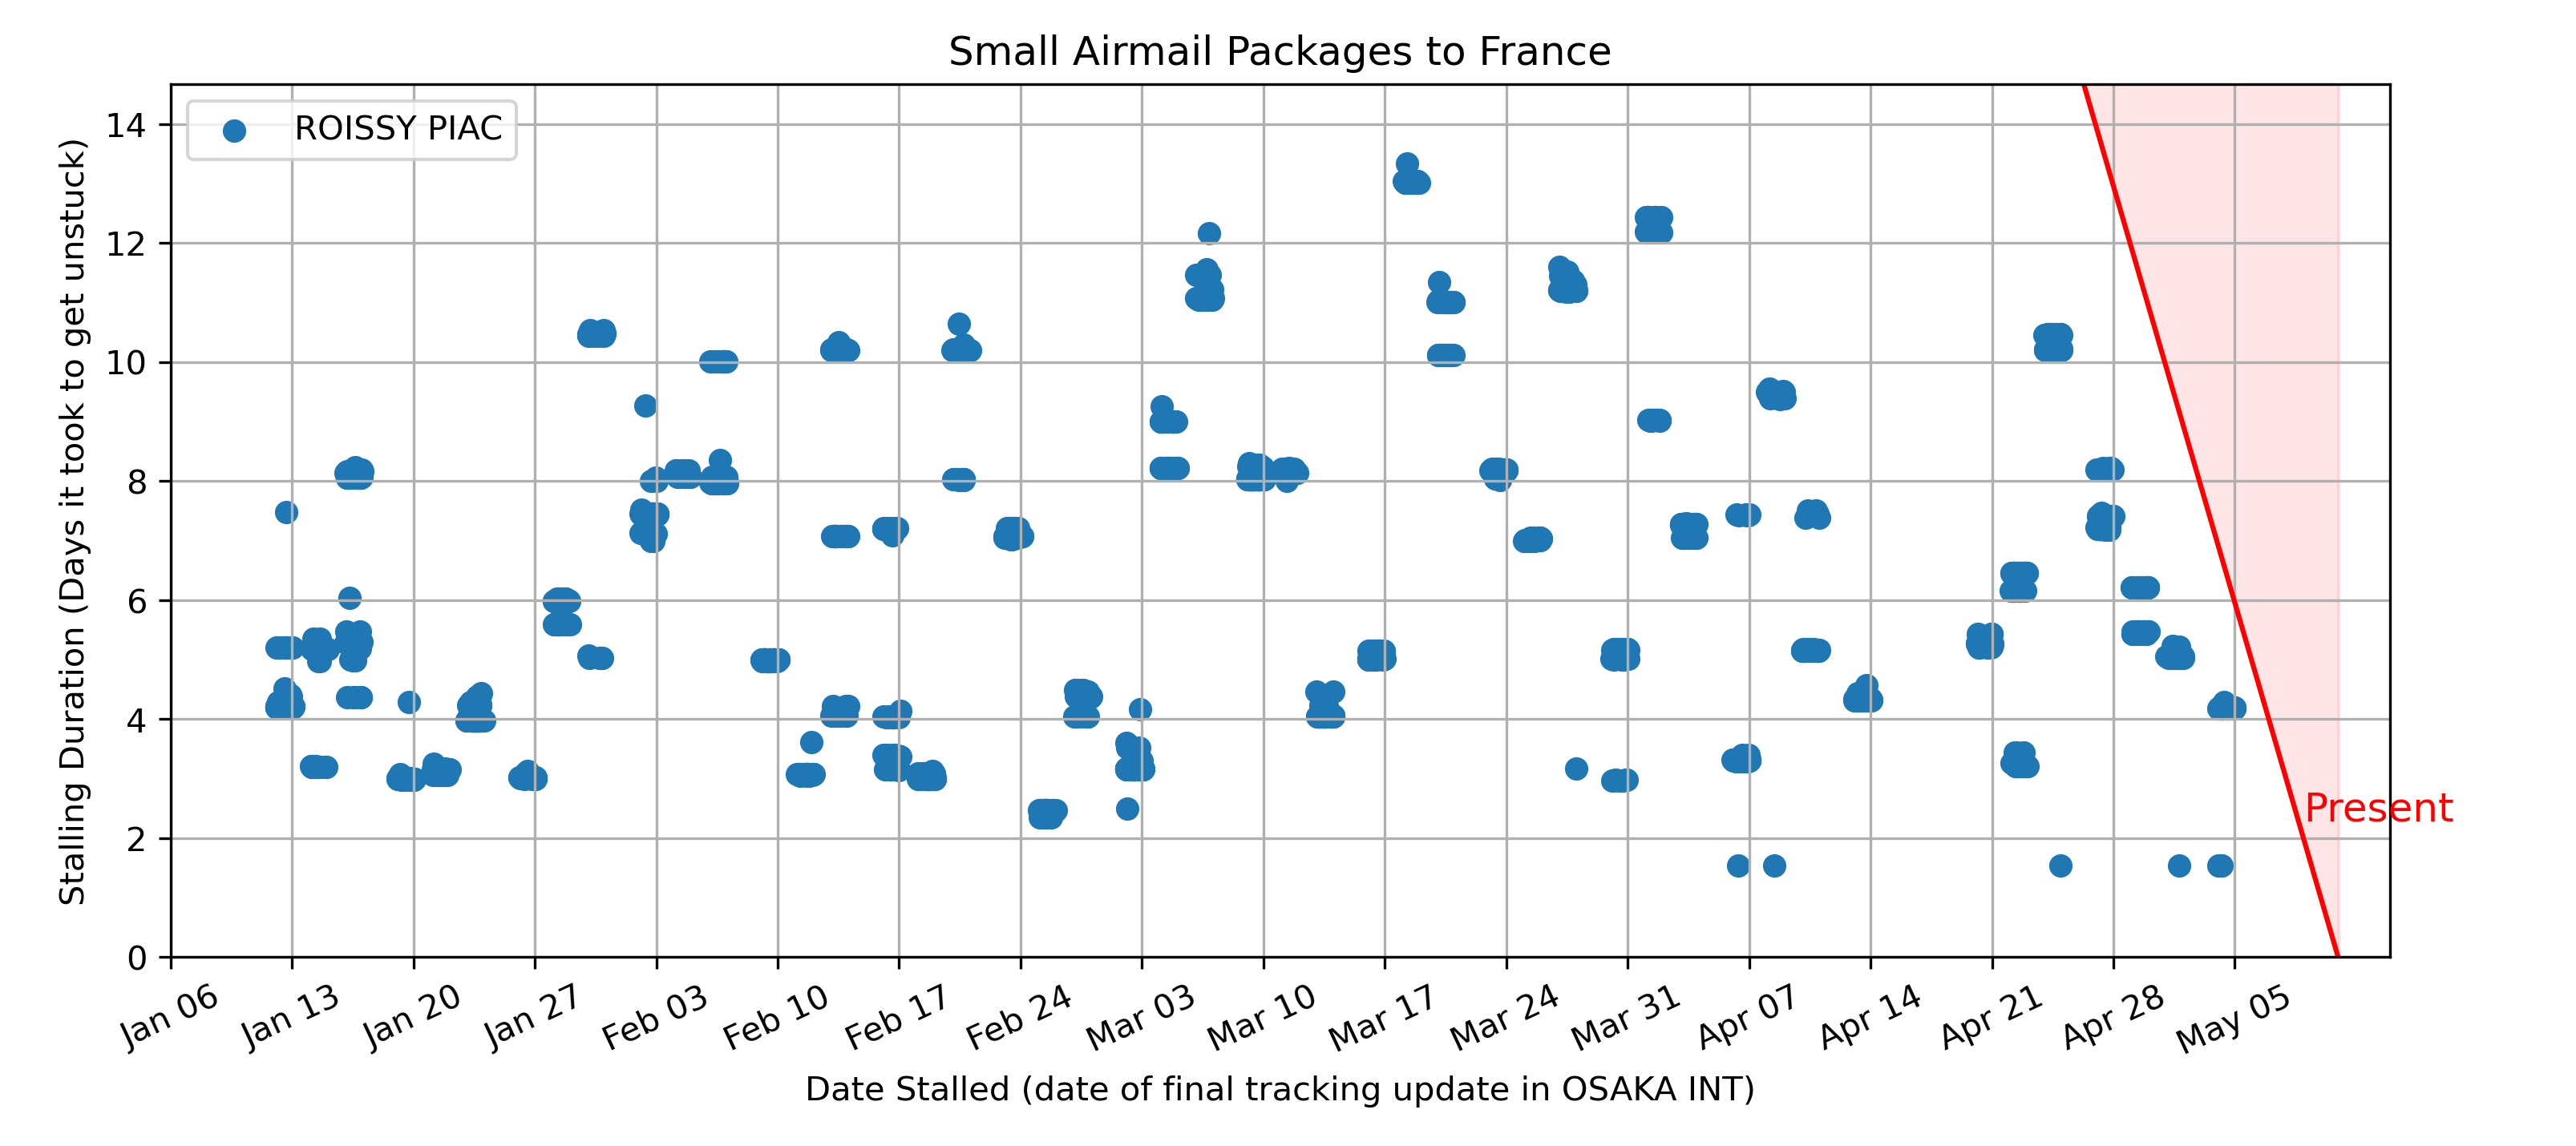 Small Airmail Packages to France
ROISSY PIAC
Stalling Duration (Days it took to get unstuck)
14
12
10
8
6
4
2
0
Present
Jan 06
Jan 13
Jan 20
Jan 27
Feb 03
Feb 10
Feb 17
Feb 24
Mar 03
Mar 10
Mar 17
Mar 24
Mar 31
Apr 07
Apr 14
Apr 21
Apr 28
May 05
Date Stalled (date of final tracking update in OSAKA INT)